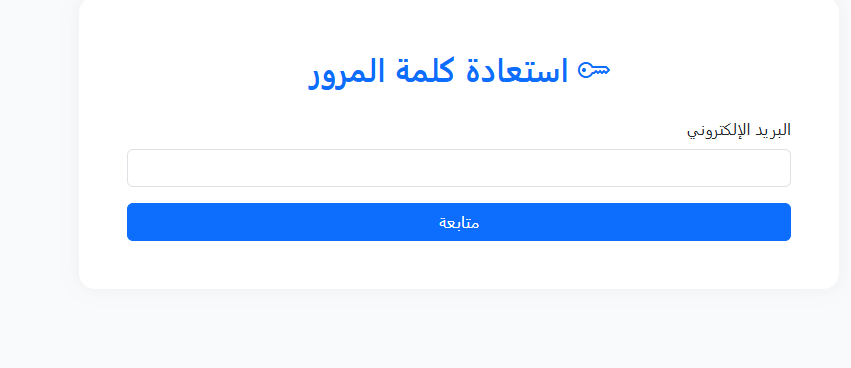 استعادة كلمة المرور
البريد الإلكتروني
متابعة